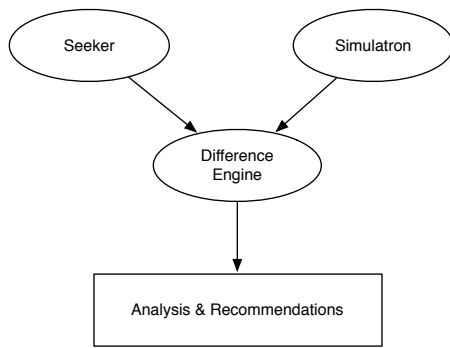 Seeker
Simulatron
Difference
Engine
Analysis & Recommendations